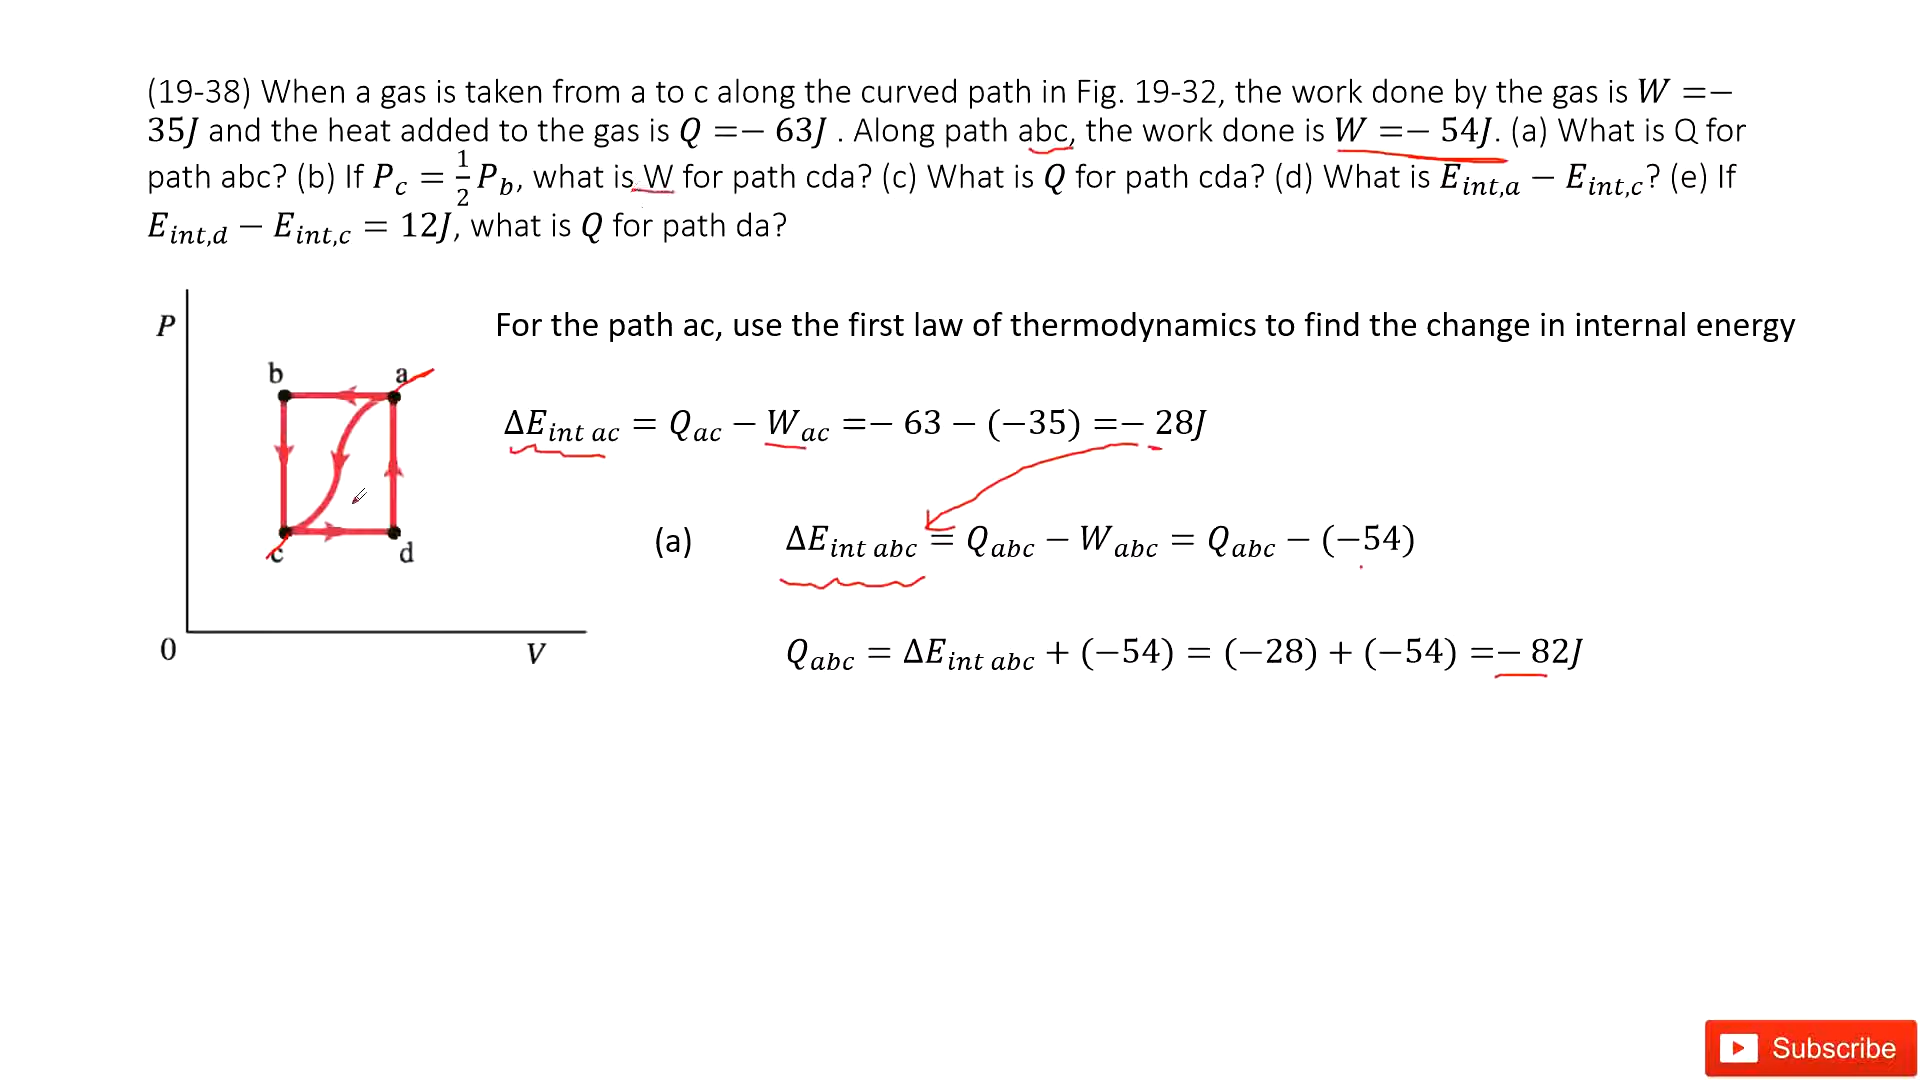 (19-38) When a gas is taken from a to c along the curved path in Fig. 19-32, the work done by the gas is W =−
35J and the heat added to the gas is Q =− 63J . Along path abc, the work done is W =− 54J. (a) What is Q for
path abc? (b) If P_c = 1/2 P_b, what is W for path cda? (c) What is Q for path cda? (d) What is E_int,a − E_int,c? (e) If
E_int,d − E_int,c = 12J, what is Q for path da?
P
For the path ac, use the first law of thermodynamics to find the change in internal energy
b a
ΔE_int ac = Q_ac − W_ac =− 63 − (−35) =− 28J
c d
(a) ΔE_int abc = Q_abc − W_abc = Q_abc − (−54)
0 V
Q_abc = ΔE_int abc + (−54) = (−28) + (−54) =− 82J
Subscribe